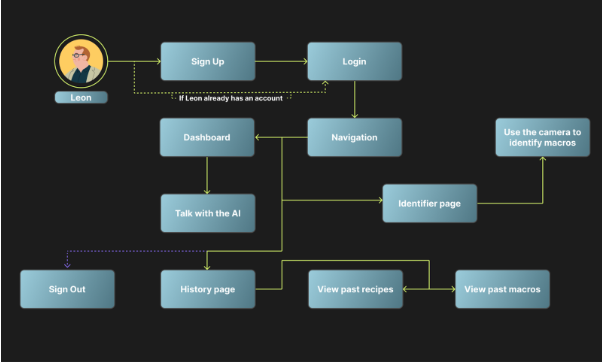 Sign Up
Login
Leon
If Leon already has an account
Dashboard
Navigation
Use the camera to
identify macros
Talk with the AI
Identifier page
Sign Out
History page
View past recipes
View past macros